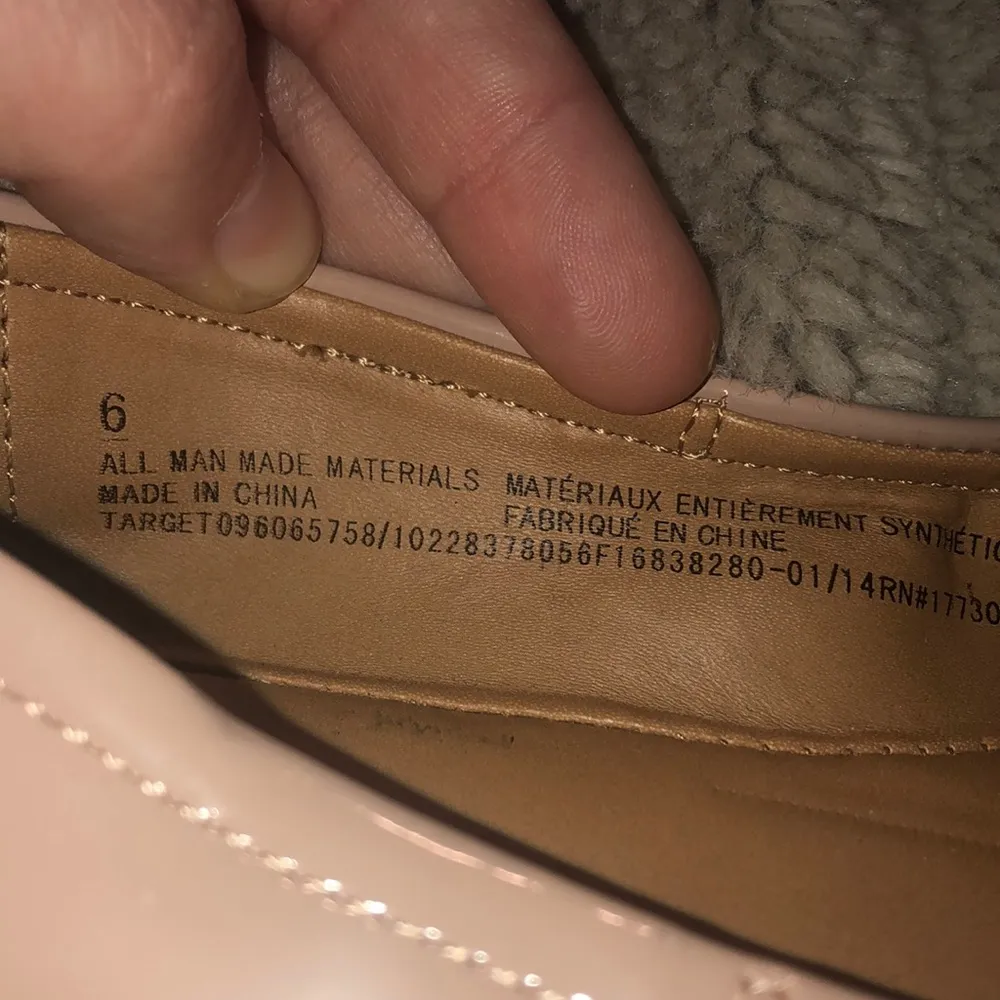 6
ALL MAN MADE MATERIALS
MADE IN CHINA
MATÉRIAUX ENTIÈREMENT SYNTHÉTIC
FABRIQUÉ EN CHINE
TARGET096065758/10228378056F16838280-01/14RN#17730